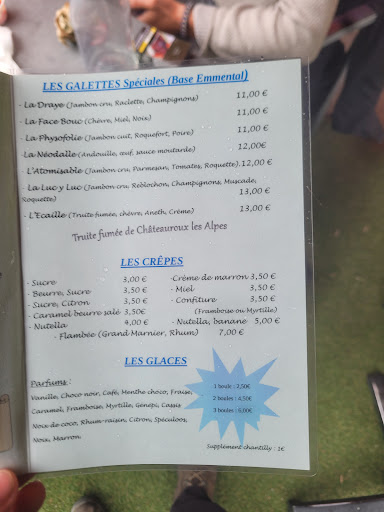 LES GALETTES Spéciales (Base Emmental)
- La Draye (Jambon cru, Raclette, Champignons) 11,00 €
- La Face Bouc (Chèvre, Miel, Noix) 11,00 €
- La Physofolie (Jambon cuit, Roquefort, Poire) 11,00 €
- La Néodalle (Andouille, œuf, sauce moutarde) 12,00€
- L'Atomisable (Jambon cru, Parmesan, Tomates, Roquette) 12,00 €
- La Luc y Luc (Jambon cru, Reblochon, Champignons, Muscade,
Roquette) 13,00 €
- L'Ecaille (Truite fumée, chèvre, Aneth, Crème) 13,00 €
Truite fumée de Châteauroux les Alpes
LES CRÊPES
- Sucre 3,00 €
- Beurre, Sucre 3,50 €
- Sucre, Citron 3,50 €
- Caramel beurre salé 3,50€
- Nutella 4,00 €
-Crème de marron 3,50 €
- Miel 3,50 €
- Confiture 3,50 €
(Framboise ou Myrtille)
- Nutella, banane 5,00 €
- Flambée (Grand Marnier, Rhum) 7,00 €
LES GLACES
Parfums :
Vanille, Choco noir, Café, Menthe choco, Fraise,
Caramel, Framboise, Myrtille, Génépi, Cassis
Noix de coco, Rhum-raisin, Citron, Speculoos,
Noix, Marron.
1 boule : 2,50€
2 boules : 4,50€
3 boules : 6,00€
Supplément chantilly : 1€